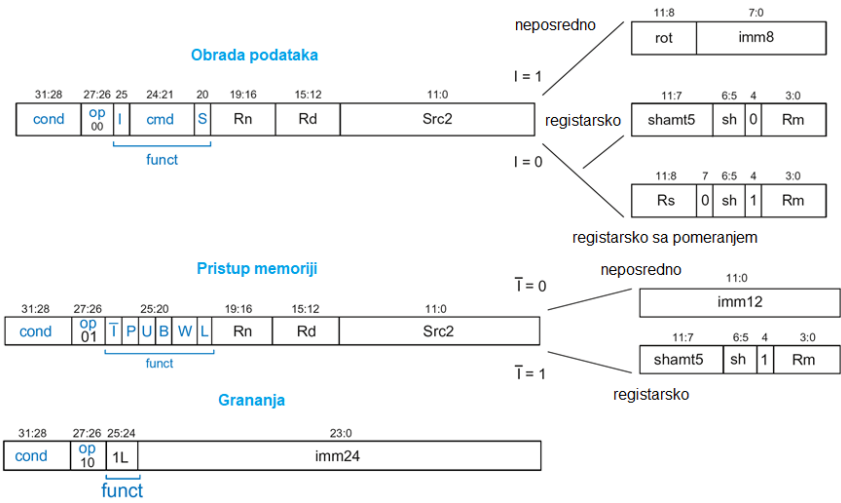 11:8 7:0
neposredno
rot imm8
Obrada podataka
I = 1
31:28 27:26 25 24:21 20 19:16 15:12 11:0
cond op 00 I cmd S Rn Rd Src2
funct
registarsko
11:7 6:5 4 3:0
shamt5 sh 0 Rm
I = 0
11:8 7 6:5 4 3:0
Rs 0 sh 1 Rm
registarsko sa pomeranjem
Pristup memoriji
neposredno
I̅ = 0
11:0
imm12
31:28 27:26 25:20 19:16 15:12 11:0
cond op 01 I̅ P U B W L Rn Rd Src2
funct
11:7 6:5 4 3:0
shamt5 sh 1 Rm
I̅ = 1
registarsko
Grananja
31:28 27:26 25:24 23:0
cond op 10 1L imm24
funct